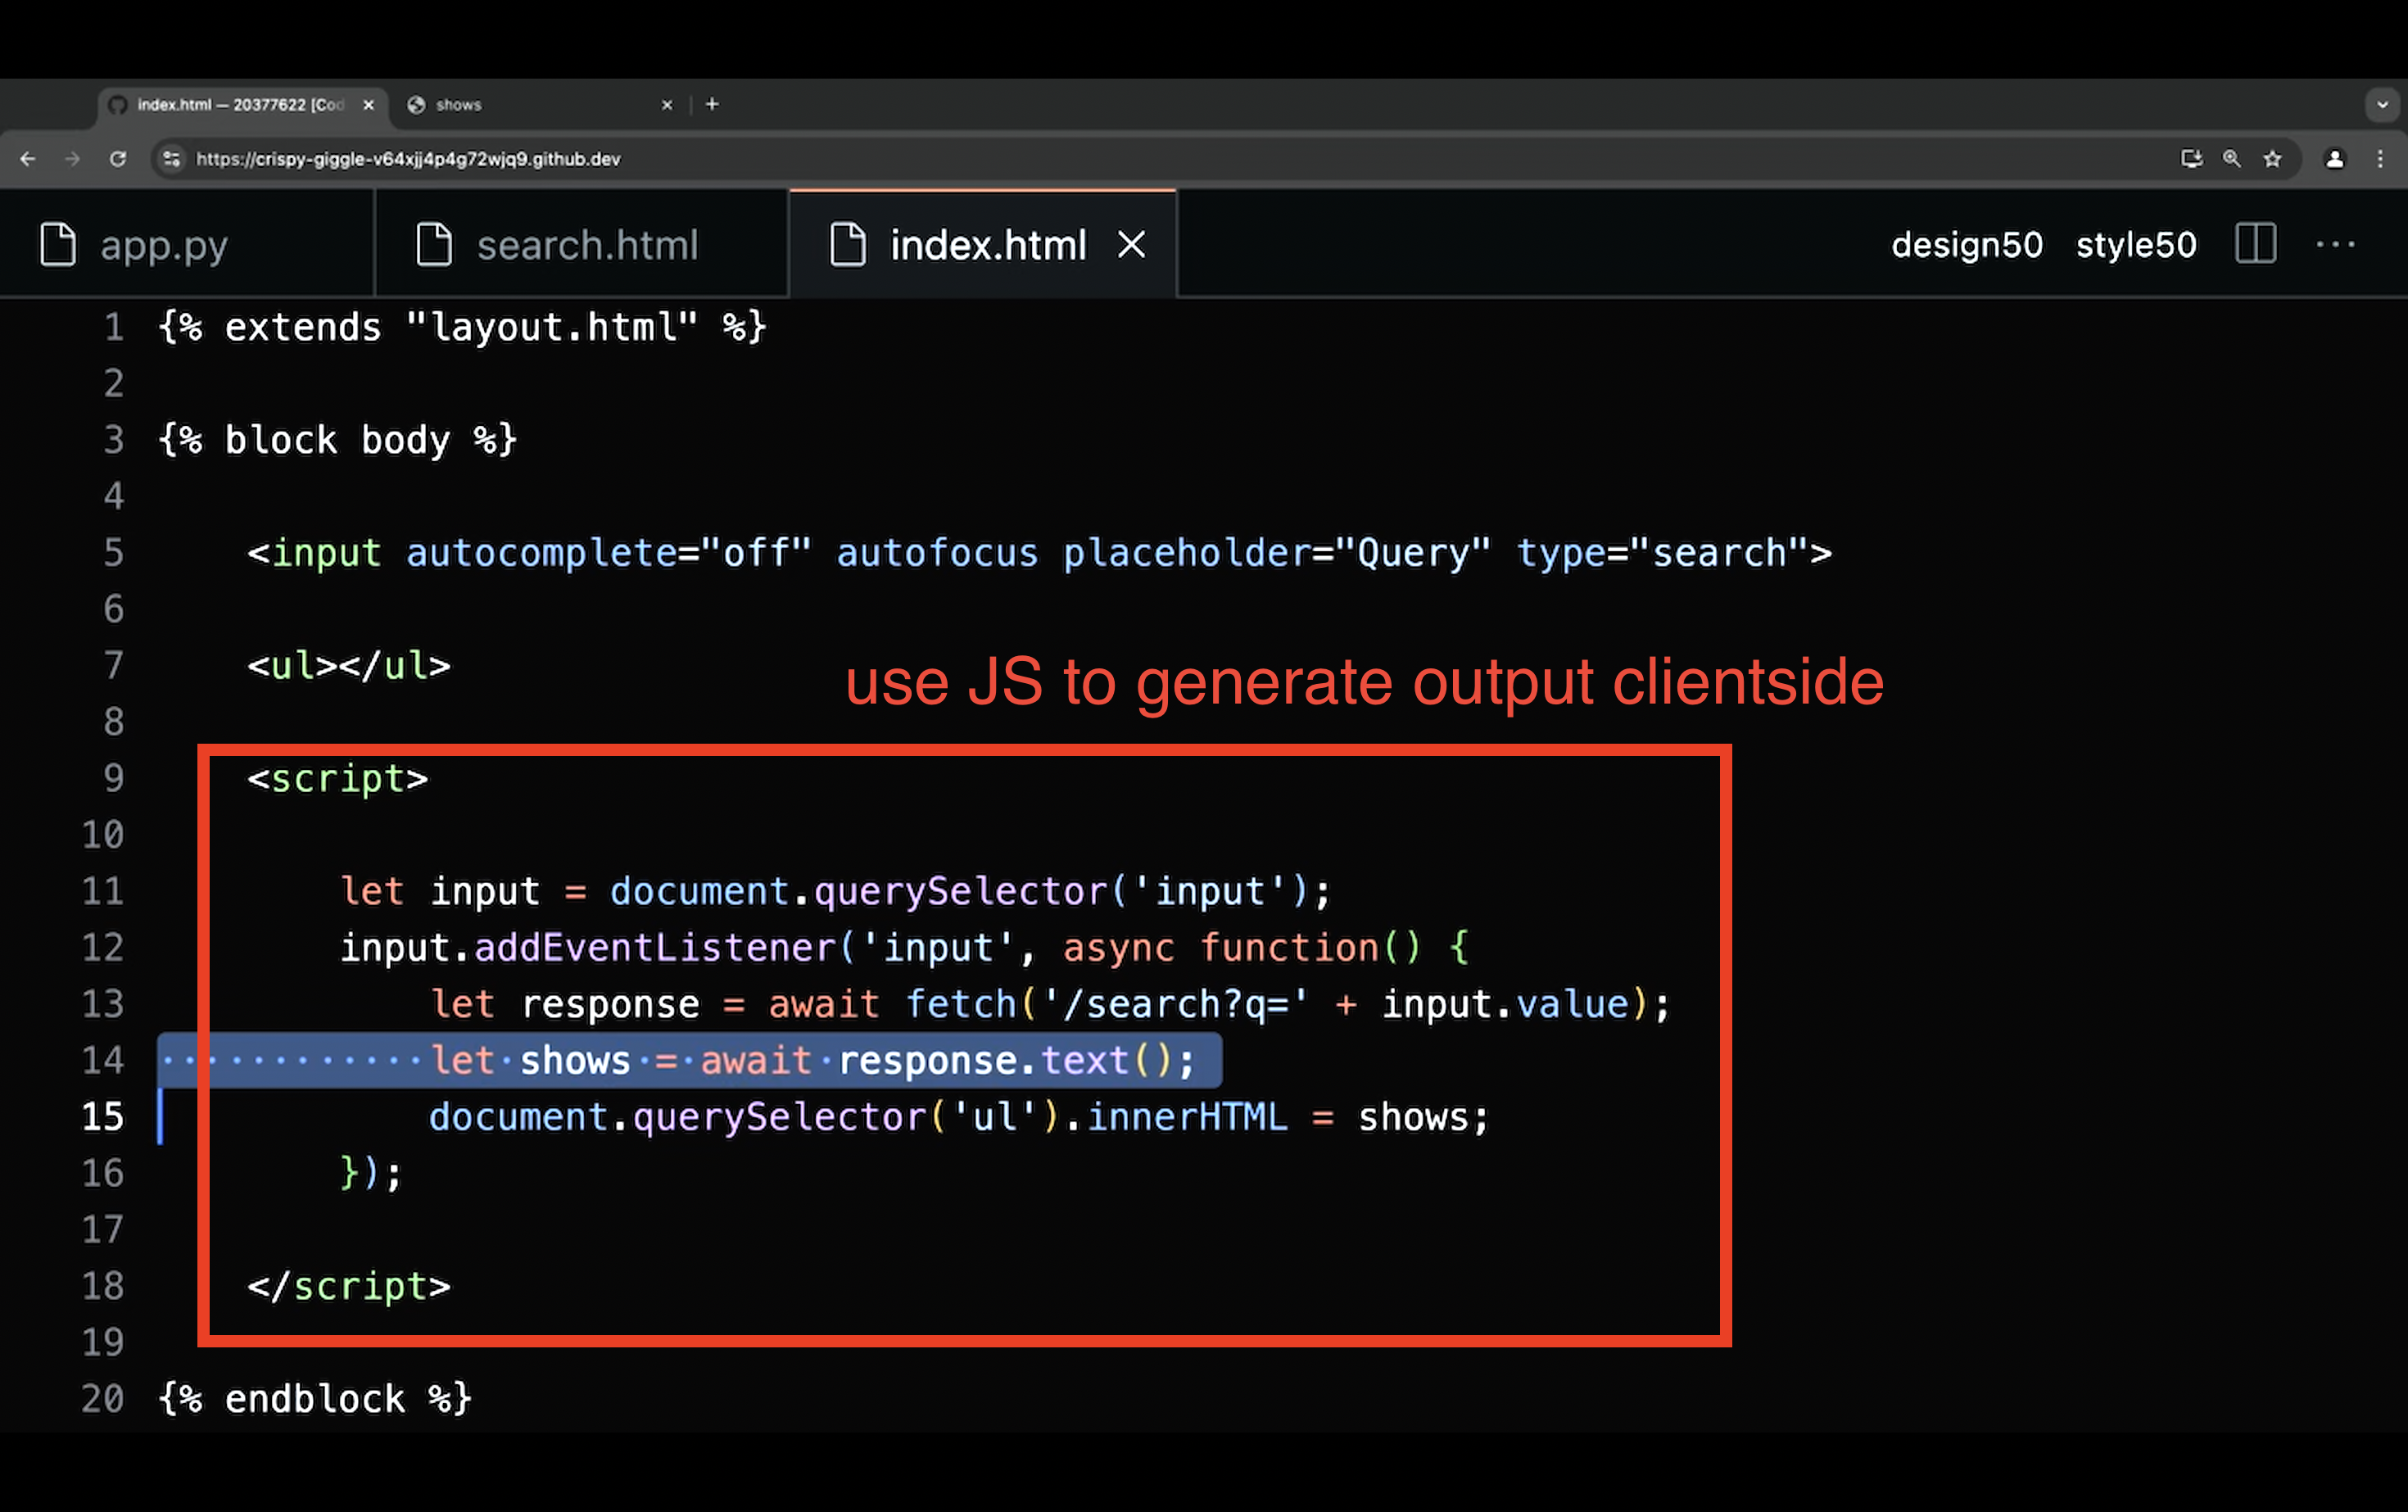 index.html — 20377622 [Cod
shows
https://crispy-giggle-v64xjj4p4g72wjq9.github.dev
app.py
search.html
index.html
design50
style50
1 {% extends "layout.html" %}
2
3 {% block body %}
4
5 <input autocomplete="off" autofocus placeholder="Query" type="search">
6
7 <ul></ul>
use JS to generate output clientside
8
9 <script>
10
11 let input = document.querySelector('input');
12 input.addEventListener('input', async function() {
13 let response = await fetch('/search?q=' + input.value);
14 let shows = await response.text();
15 document.querySelector('ul').innerHTML = shows;
16 });
17
18 </script>
19
20 {% endblock %}